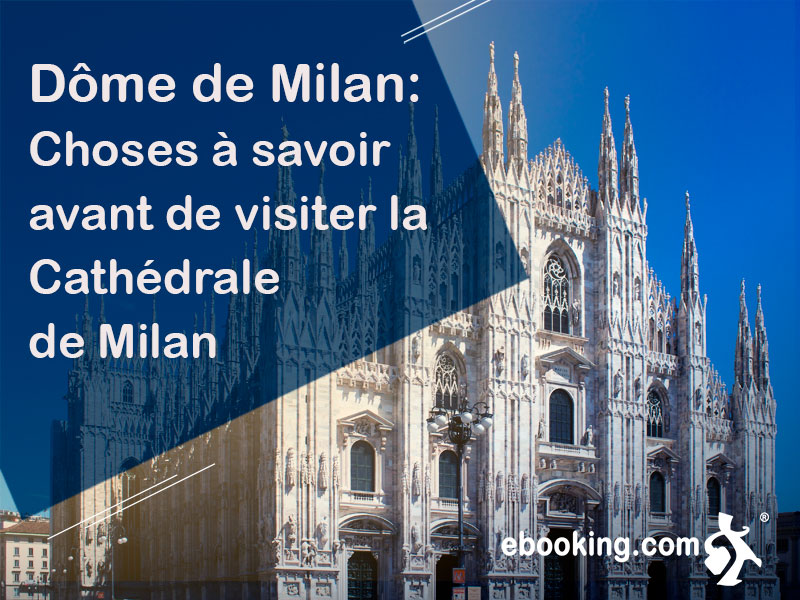 Dôme de Milan:
Choses à savoir
avant de visiter la
Cathédrale
de Milan
ebooking.com®